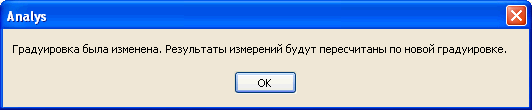 Analys
Градуировка была изменена. Результаты измерений будут пересчитаны по новой градуировке.
OK